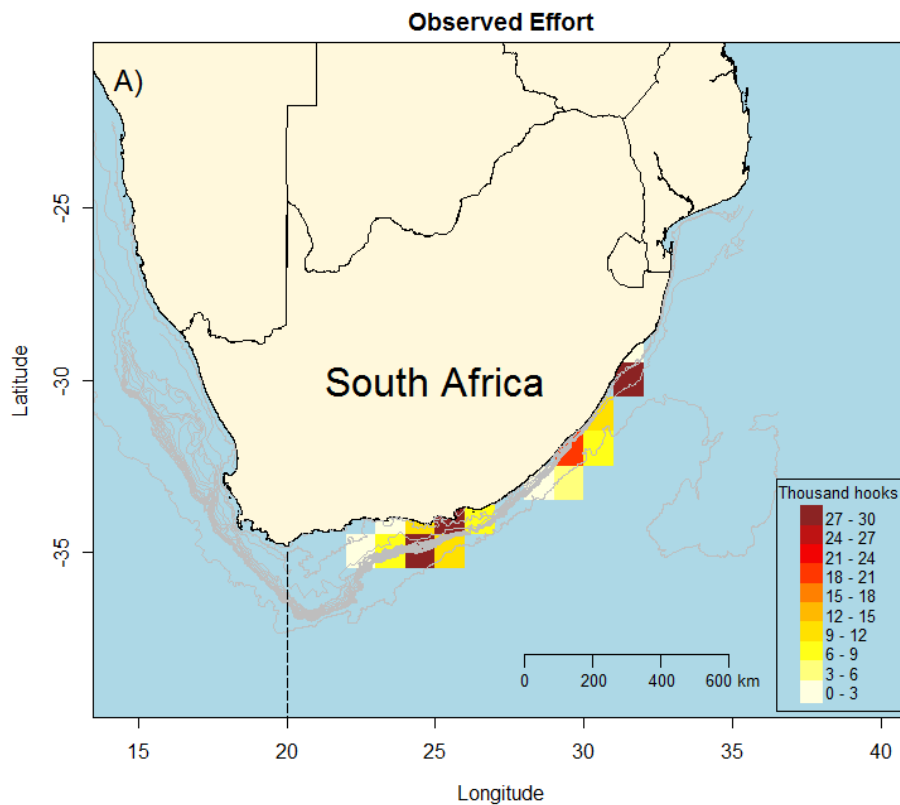 Observed Effort
A)
-25
-30
-35
Latitude
South Africa
Thousand hooks
27 - 30
24 - 27
21 - 24
18 - 21
15 - 18
12 - 15
9 - 12
6 - 9
3 - 6
0 - 3
0 200 400 600 km
15 20 25 30 35 40
Longitude